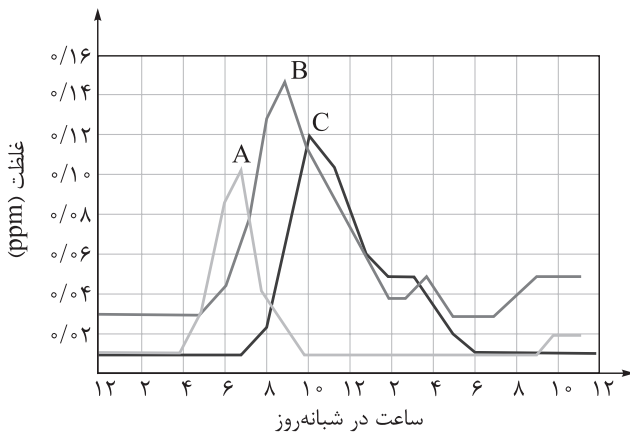 غلظت (ppm)
۰/۱۶
۰/۱۴
۰/۱۲
۰/۱۰
۰/۰۸
۰/۰۶
۰/۰۴
۰/۰۲
A
B
C
۱۲ ۲ ۴ ۶ ۸ ۱۰ ۱۲ ۲ ۴ ۶ ۸ ۱۰ ۱۲
ساعت در شبانه‌روز